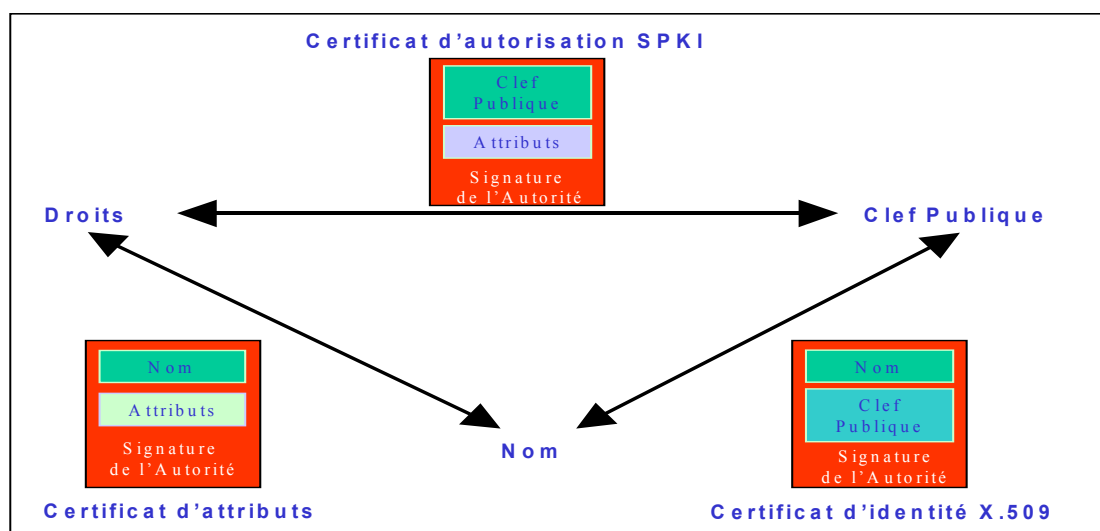 Certificat d'autorisation SPKI
Clef
Publique
Attributs
Signature
de l'Autorité
Droits
Clef Publique
Nom
Attributs
Signature
de l'Autorité
Nom
Nom
Clef
Publique
Signature
de l'Autorité
Certificat d'attributs
Certificat d'identité X.509